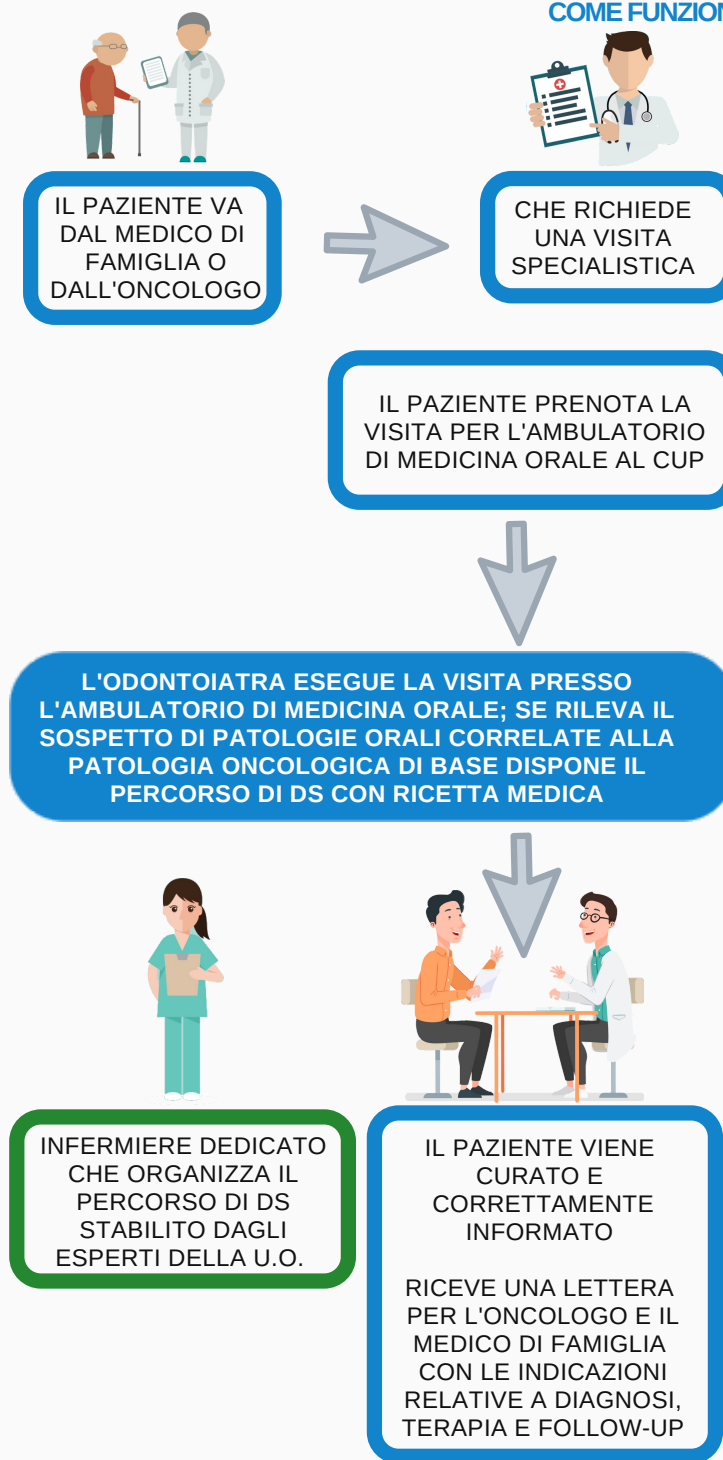 COME FUNZION
IL PAZIENTE VA
DAL MEDICO DI
FAMIGLIA O
DALL'ONCOLOGO
CHE RICHIEDE
UNA VISITA
SPECIALISTICA
IL PAZIENTE PRENOTA LA
VISITA PER L'AMBULATORIO
DI MEDICINA ORALE AL CUP
L'ODONTOIATRA ESEGUE LA VISITA PRESSO
L'AMBULATORIO DI MEDICINA ORALE; SE RILEVA IL
SOSPETTO DI PATOLOGIE ORALI CORRELATE ALLA
PATOLOGIA ONCOLOGICA DI BASE DISPONE IL
PERCORSO DI DS CON RICETTA MEDICA
INFERMIERE DEDICATO
CHE ORGANIZZA IL
PERCORSO DI DS
STABILITO DAGLI
ESPERTI DELLA U.O.
IL PAZIENTE VIENE
CURATO E
CORRETTAMENTE
INFORMATO
RICEVE UNA LETTERA
PER L'ONCOLOGO E IL
MEDICO DI FAMIGLIA
CON LE INDICAZIONI
RELATIVE A DIAGNOSI,
TERAPIA E FOLLOW-UP